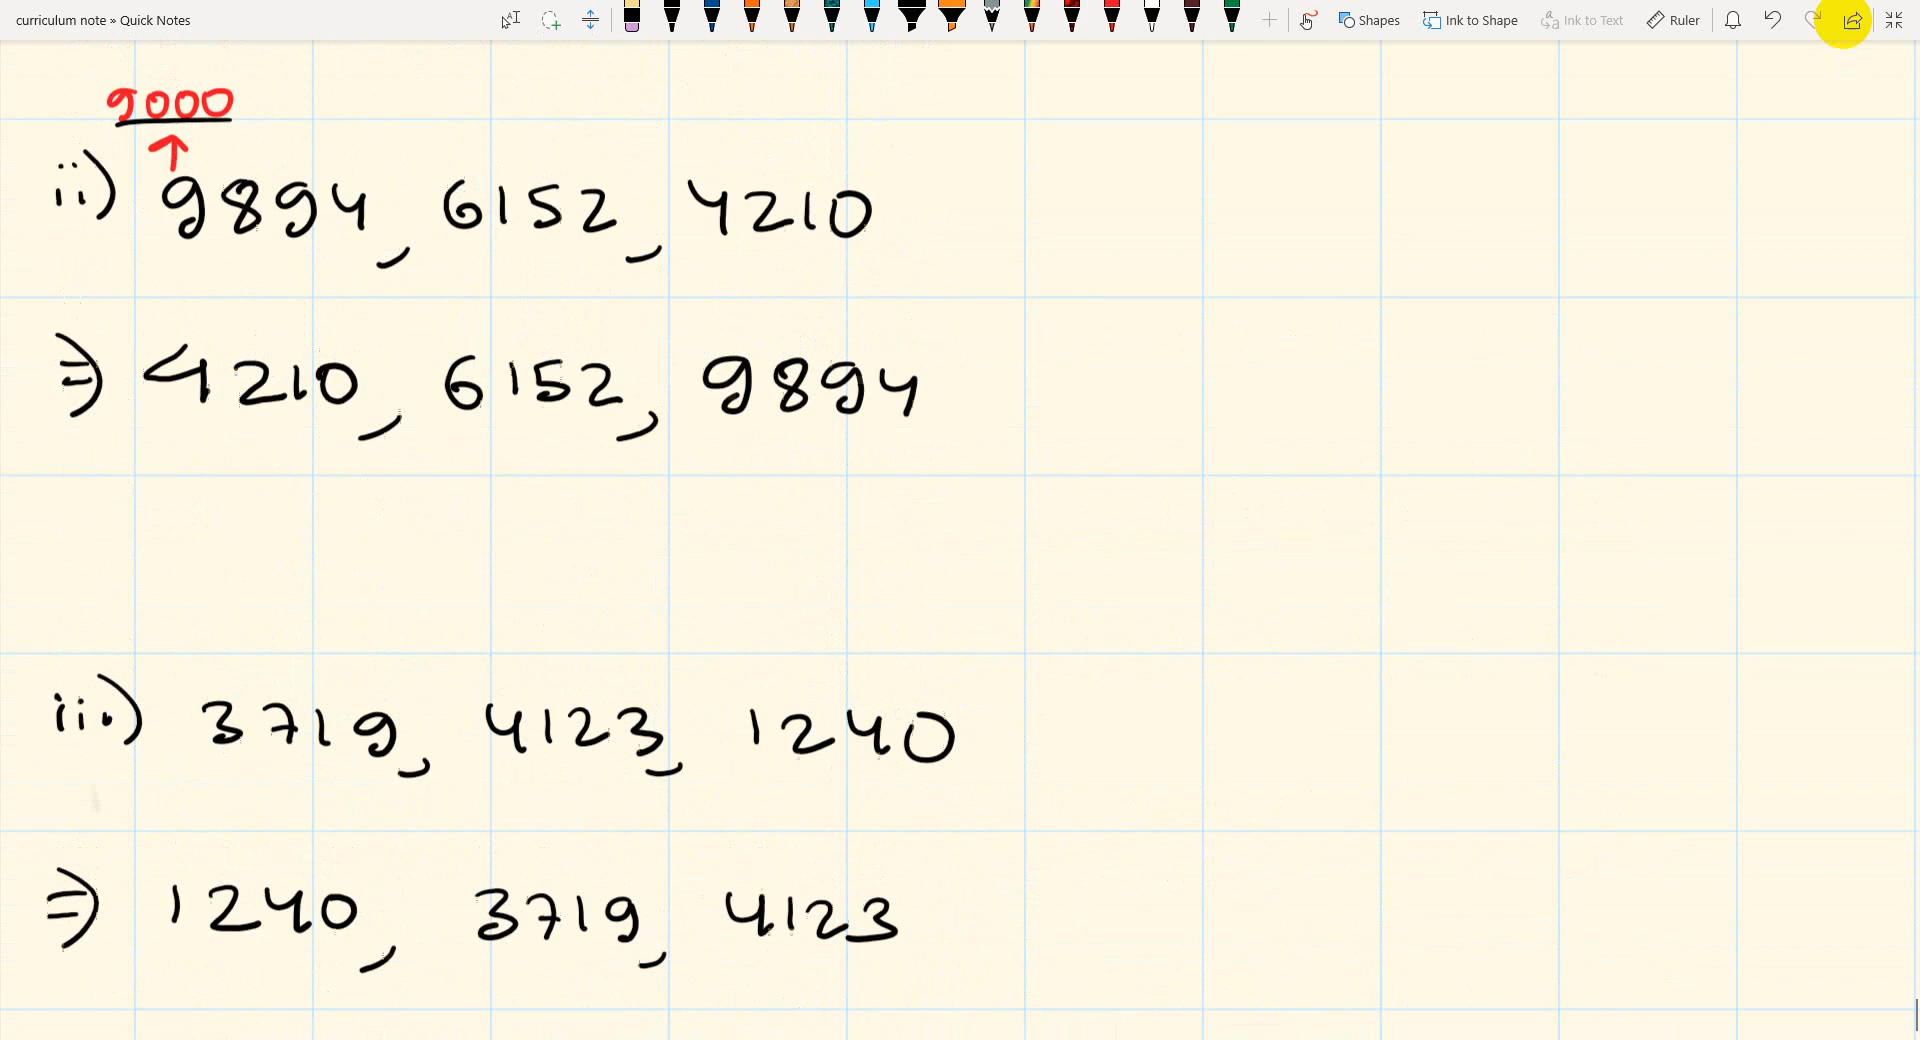 curriculum note » Quick Notes
Shapes Ink to Shape Ink to Text Ruler
9000
↑
ii) 9894, 6152, 4210
⇒ 4210, 6152, 9894
iii) 3719, 4123, 1240
⇒ 1240, 3719, 4123